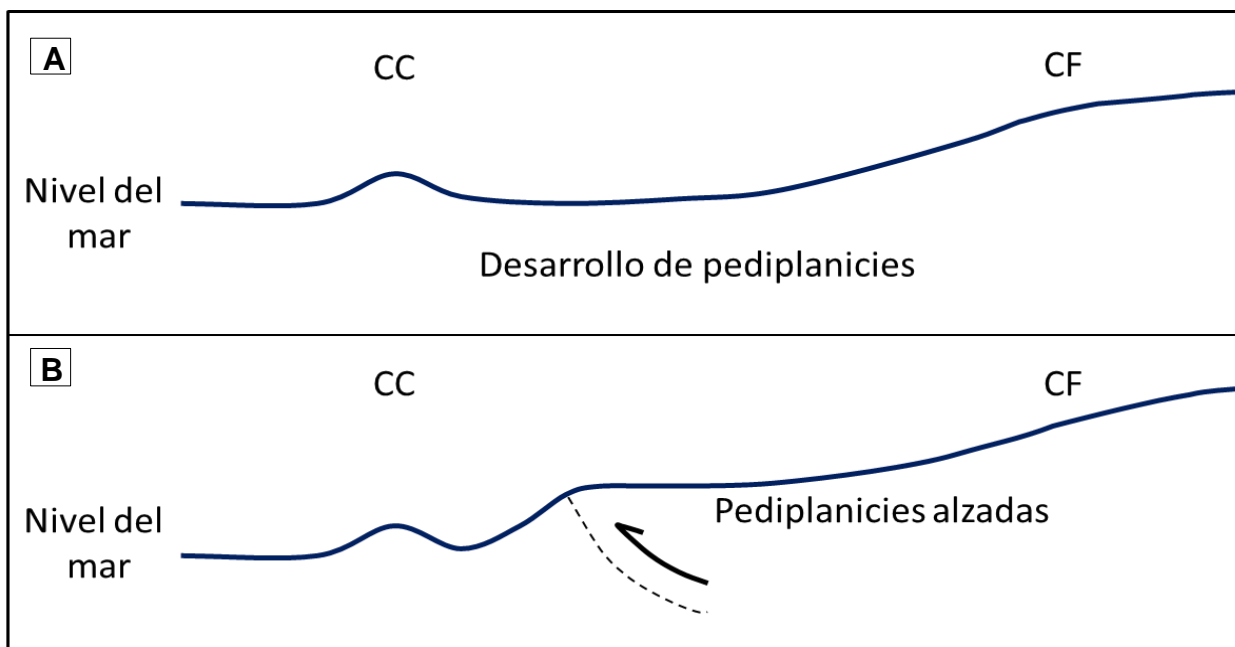 A
CC
CF
Nivel del
mar
Desarrollo de pediplanicies
B
CC
CF
Nivel del
mar
Pediplanicies alzadas